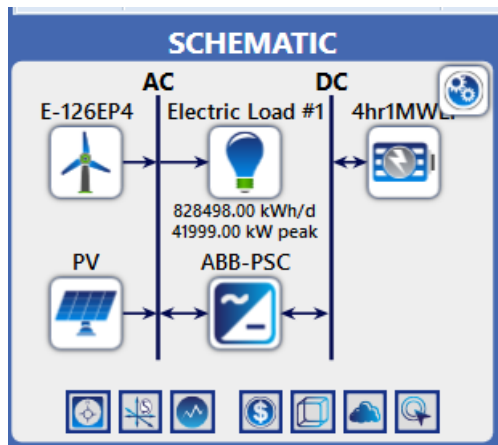 SCHEMATIC
AC DC
E-126EP4 Electric Load #1
828498.00 kWh/d
41999.00 kW peak
PV ABB-PSC